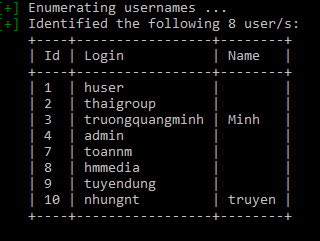 [+] Enumerating usernames ...
[+] Identified the following 8 user/s:
+----+-----------------+--------+
| Id | Login           | Name   |
+----+-----------------+--------+
| 1  | huser           |        |
| 2  | thaigroup       |        |
| 3  | truongquangminh | Minh   |
| 4  | admin           |        |
| 7  | toannm          |        |
| 8  | hmmedia         |        |
| 9  | tuyendung       |        |
| 10 | nhungnt         | truyen |
+----+-----------------+--------+